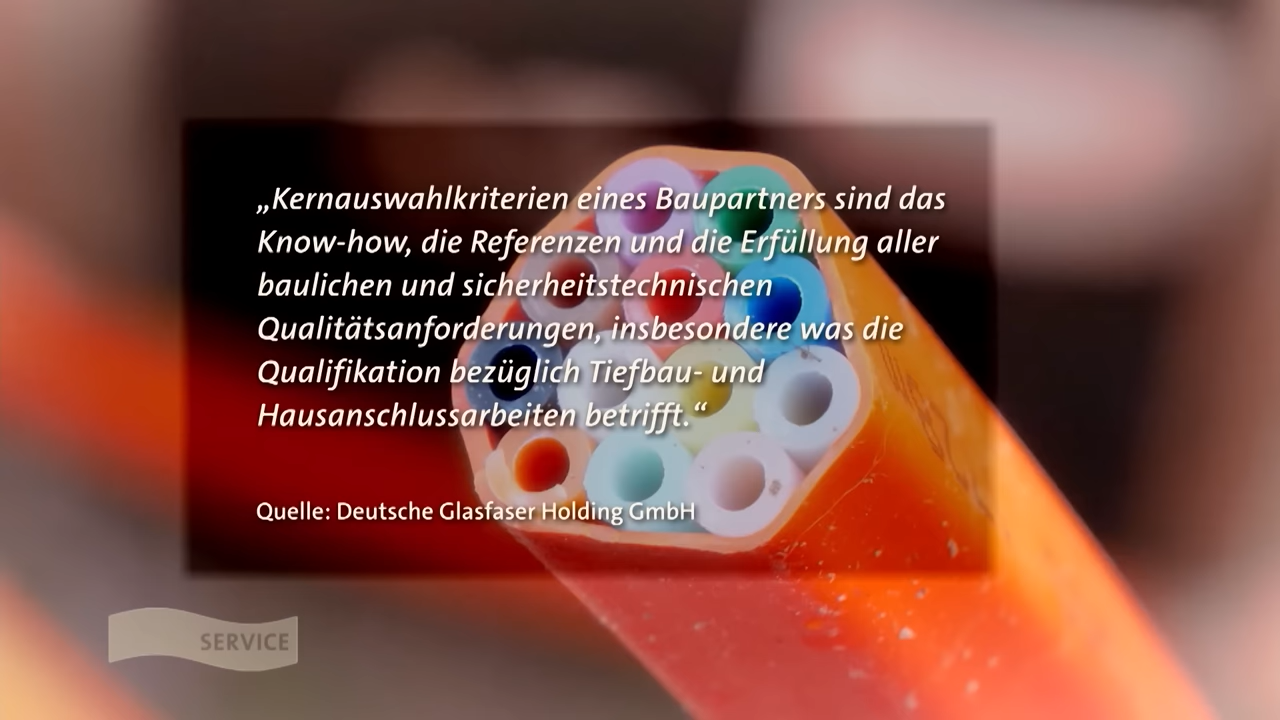 „Kernauswahlkriterien eines Baupartners sind das
Know-how, die Referenzen und die Erfüllung aller
baulichen und sicherheitstechnischen
Qualitätsanforderungen, insbesondere was die
Qualifikation bezüglich Tiefbau- und
Hausanschlussarbeiten betrifft.“
Quelle: Deutsche Glasfaser Holding GmbH
SERVICE